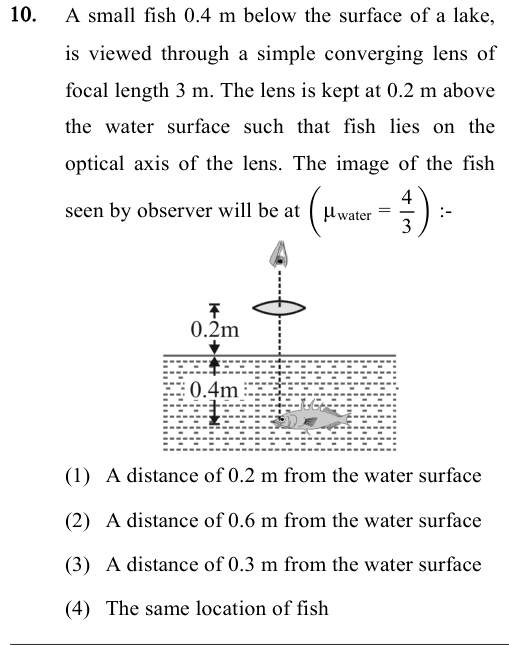 10. A small fish 0.4 m below the surface of a lake,
is viewed through a simple converging lens of
focal length 3 m. The lens is kept at 0.2 m above
the water surface such that fish lies on the
optical axis of the lens. The image of the fish
seen by observer will be at (μ_water = 4/3) :-
0.2m
0.4m
(1) A distance of 0.2 m from the water surface
(2) A distance of 0.6 m from the water surface
(3) A distance of 0.3 m from the water surface
(4) The same location of fish